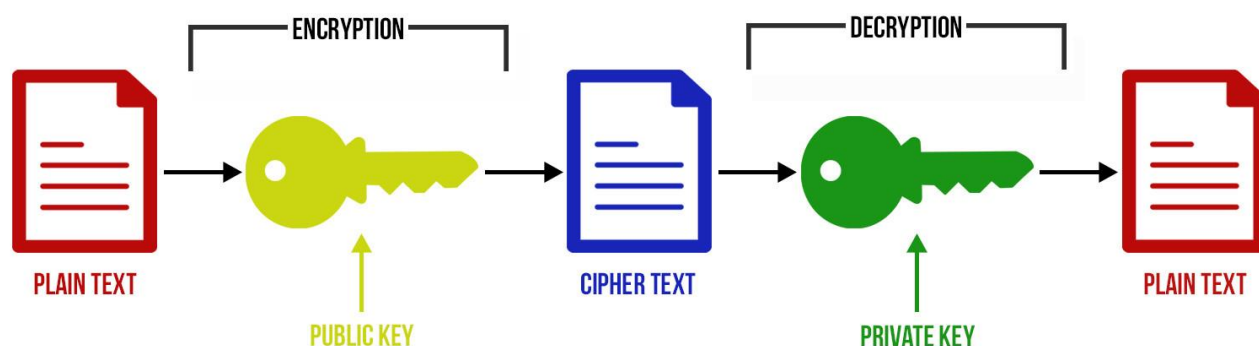 ENCRYPTION
DECRYPTION
PLAIN TEXT
CIPHER TEXT
PLAIN TEXT
PUBLIC KEY
PRIVATE KEY